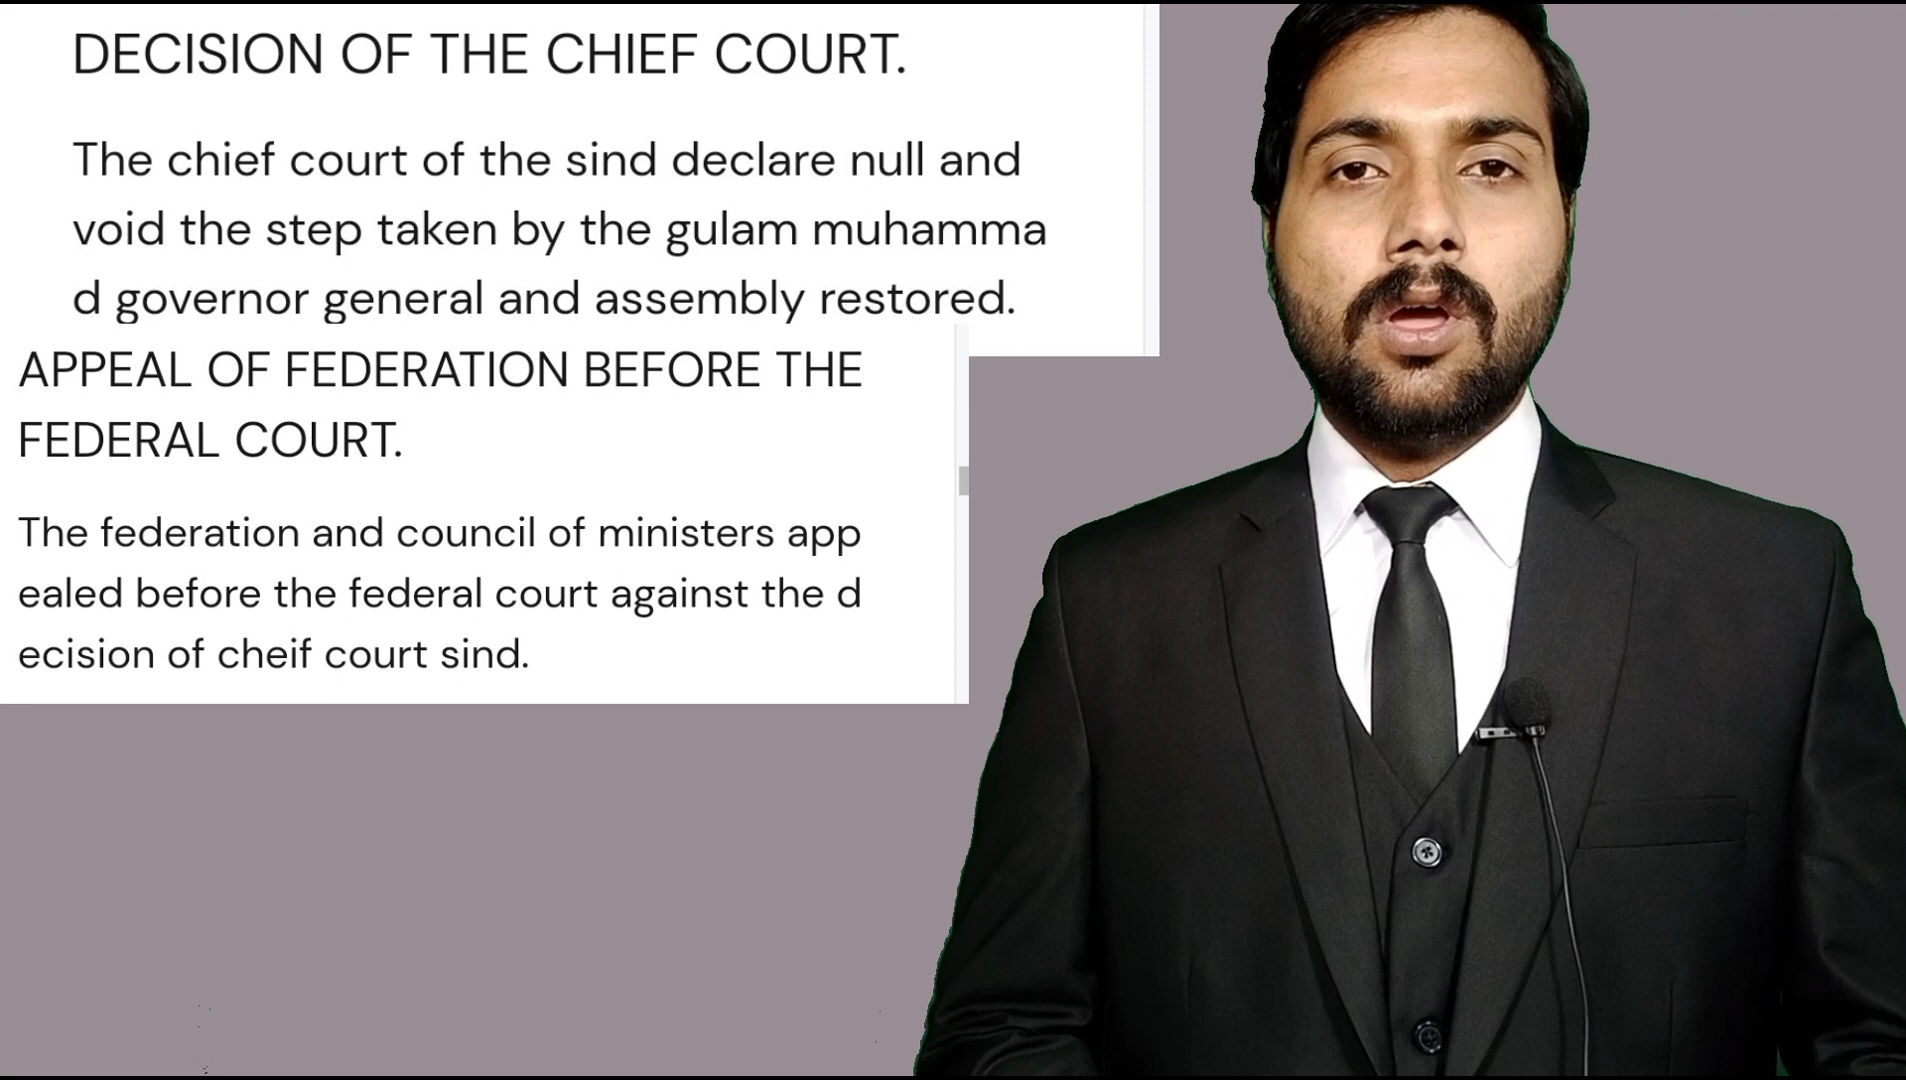 DECISION OF THE CHIEF COURT.
The chief court of the sind declare null and
void the step taken by the gulam muhamma
d governor general and assembly restored.
APPEAL OF FEDERATION BEFORE THE
FEDERAL COURT.
The federation and council of ministers app
ealed before the federal court against the d
ecision of cheif court sind.